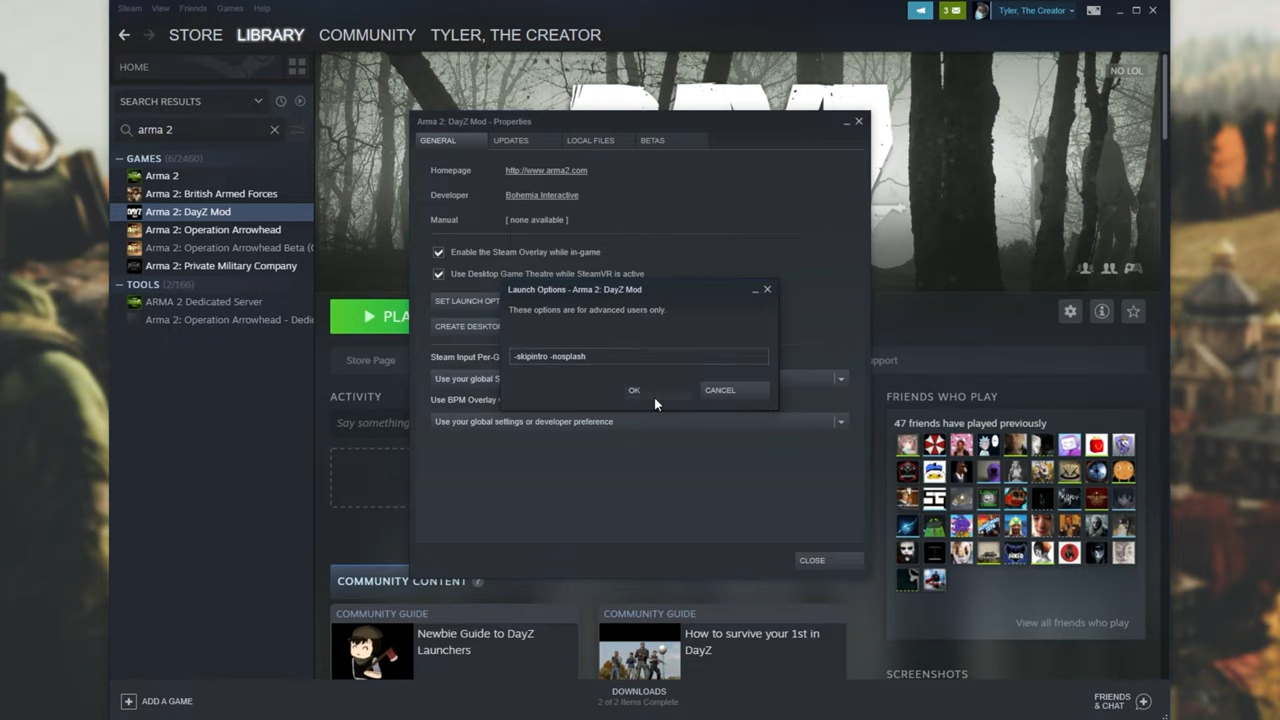 Steam View Friends Games Help
3
Tyler, The Creator
STORE LIBRARY COMMUNITY TYLER, THE CREATOR
HOME
SEARCH RESULTS
arma 2
GAMES (6/2460)
Arma 2
Arma 2: British Armed Forces
Arma 2: DayZ Mod
Arma 2: Operation Arrowhead
Arma 2: Operation Arrowhead Beta (
Arma 2: Private Military Company
TOOLS (2/166)
ARMA 2 Dedicated Server
Arma 2: Operation Arrowhead - Dedi
NO LOL
Arma 2: DayZ Mod - Properties
GENERAL UPDATES LOCAL FILES BETAS
Homepage http://www.arma2.com
Developer Bohemia Interactive
Manual [ none available ]
Enable the Steam Overlay while in-game
Use Desktop Game Theatre while SteamVR is active
SET LAUNCH OPT
CREATE DESKTO
Steam Input Per-G
Use your global S
Use BPM Overlay
Use your global settings or developer preference
CLOSE
Launch Options - Arma 2: DayZ Mod
These options are for advanced users only.
-skipintro -nosplash
OK CANCEL
PLA
Store Page
upport
ACTIVITY
Say something
FRIENDS WHO PLAY
47 friends have played previously
View all friends who play
SCREENSHOTS
COMMUNITY CONTENT ?
COMMUNITY GUIDE
Newbie Guide to DayZ
Launchers
COMMUNITY GUIDE
How to survive your 1st in
DayZ
ADD A GAME
DOWNLOADS
2 of 2 Items Complete
FRIENDS
& CHAT